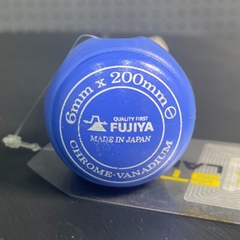 6mm x 200mm ⊖
QUALITY FIRST
FUJIYA
MADE IN JAPAN
CHROME-VANADIUM